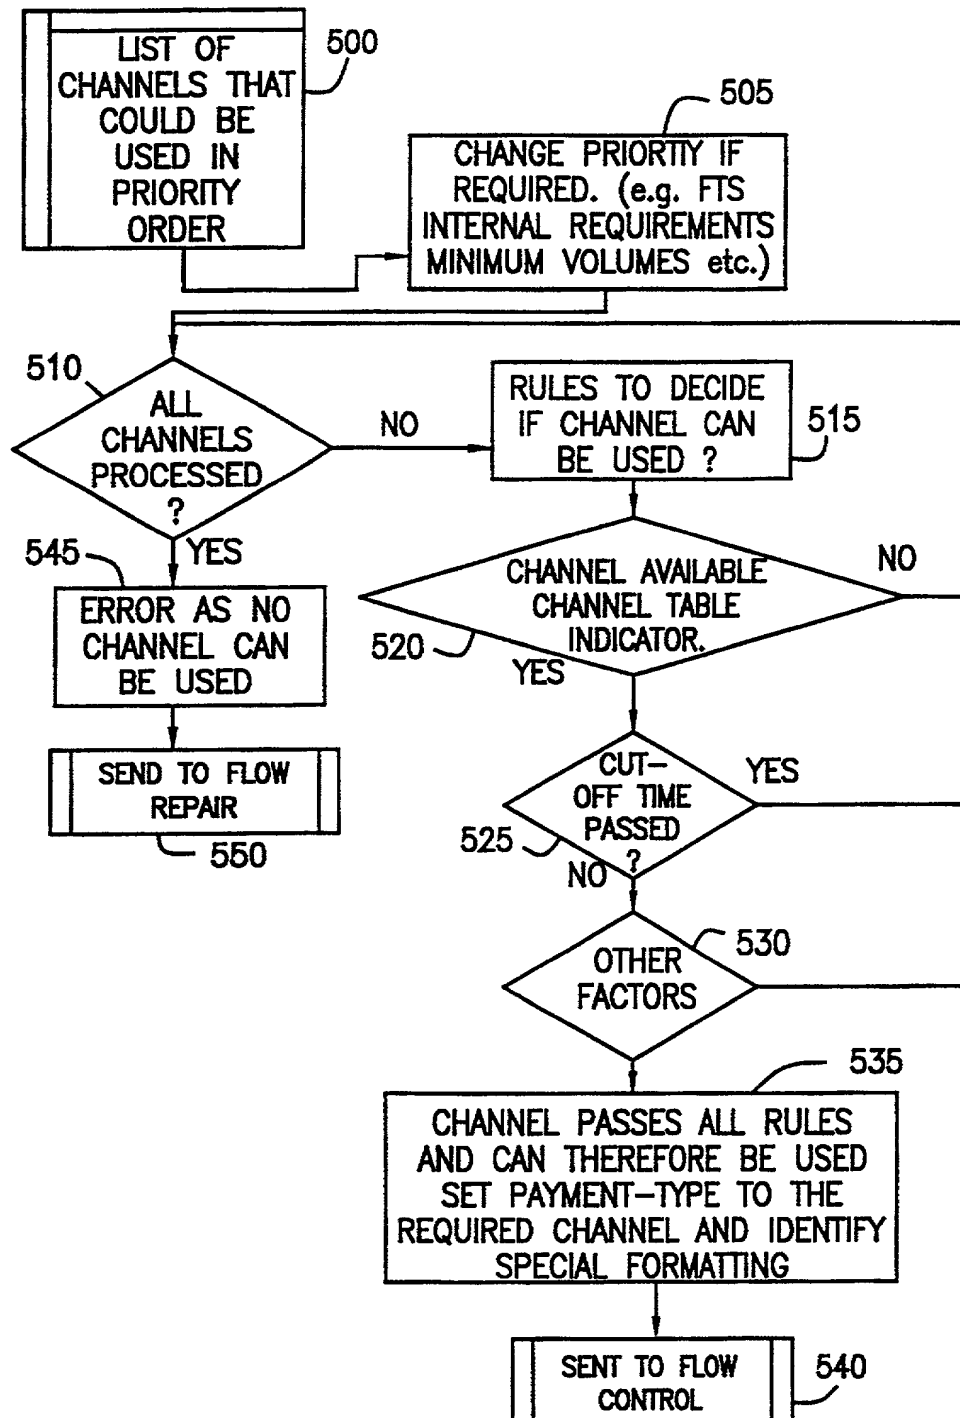 LIST OF
CHANNELS THAT
COULD BE
USED IN
PRIORITY
ORDER
500
505
CHANGE PRIORTIY IF
REQUIRED. (e.g. FTS
INTERNAL REQUIREMENTS
MINIMUM VOLUMES etc.)
510
ALL
CHANNELS
PROCESSED
?
NO
YES
RULES TO DECIDE
IF CHANNEL CAN
BE USED ?
515
545
ERROR AS NO
CHANNEL CAN
BE USED
CHANNEL AVAILABLE
CHANNEL TABLE
INDICATOR.
NO
520
YES
SEND TO FLOW
REPAIR
550
CUT-
OFF TIME
PASSED
?
YES
525
NO
OTHER
FACTORS
530
535
CHANNEL PASSES ALL RULES
AND CAN THEREFORE BE USED
SET PAYMENT-TYPE TO THE
REQUIRED CHANNEL AND IDENTIFY
SPECIAL FORMATTING
SENT TO FLOW
CONTROL
540